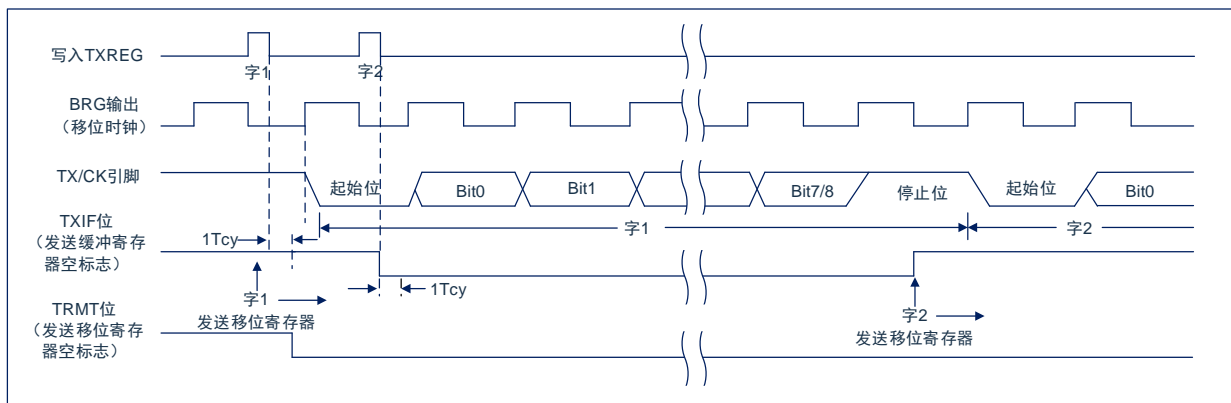 写入TXREG
字1
字2
BRG输出
（移位时钟）
TX/CK引脚
起始位
Bit0
Bit1
Bit7/8
停止位
起始位
Bit0
字1
字2
TXIF位
（发送缓冲寄存
器空标志）
1Tcy
1Tcy
字1
发送移位寄存器
字2
发送移位寄存器
TRMT位
（发送移位寄存
器空标志）